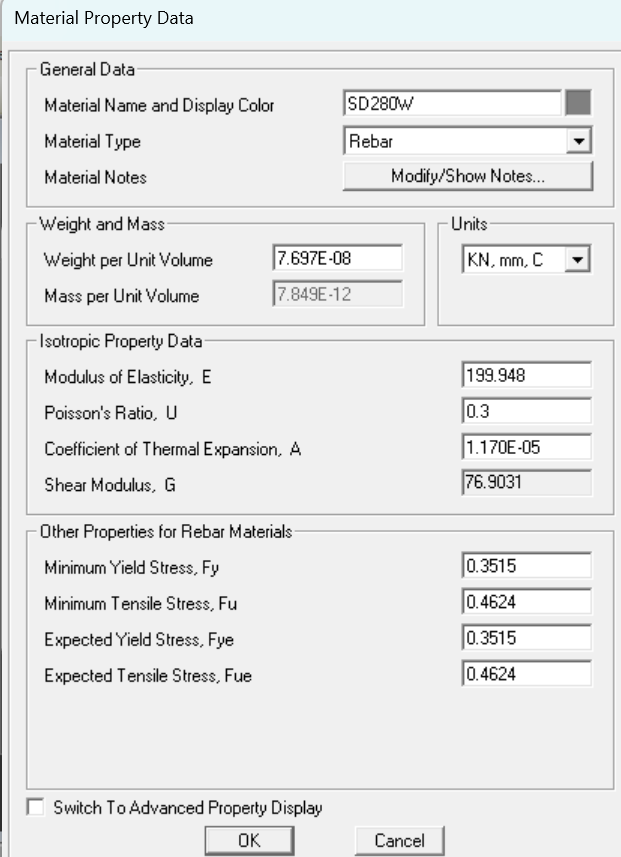 Material Property Data
General Data
Material Name and Display Color SD280W
Material Type Rebar
Material Notes Modify/Show Notes...
Weight and Mass
Weight per Unit Volume 7.697E-08
Mass per Unit Volume 7.849E-12
Units
KN, mm, C
Isotropic Property Data
Modulus of Elasticity, E 199.948
Poisson's Ratio, U 0.3
Coefficient of Thermal Expansion, A 1.170E-05
Shear Modulus, G 76.9031
Other Properties for Rebar Materials
Minimum Yield Stress, Fy 0.3515
Minimum Tensile Stress, Fu 0.4624
Expected Yield Stress, Fye 0.3515
Expected Tensile Stress, Fue 0.4624
Switch To Advanced Property Display
OK Cancel